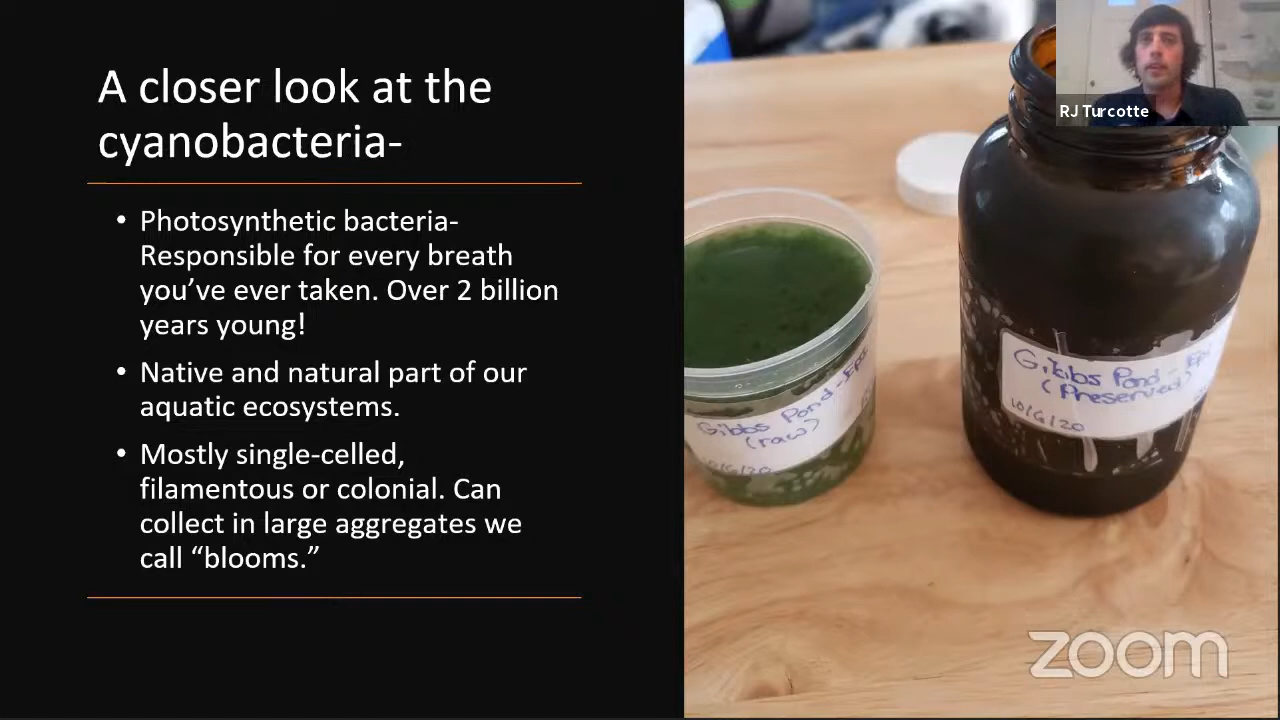 A closer look at the
cyanobacteria-
• Photosynthetic bacteria-
Responsible for every breath
you’ve ever taken. Over 2 billion
years young!
• Native and natural part of our
aquatic ecosystems.
• Mostly single-celled,
filamentous or colonial. Can
collect in large aggregates we
call “blooms.”
RJ Turcotte
Gibbs Pond
(raw)
Gibbs Pond
(Preserved)
10/6/20
zoom